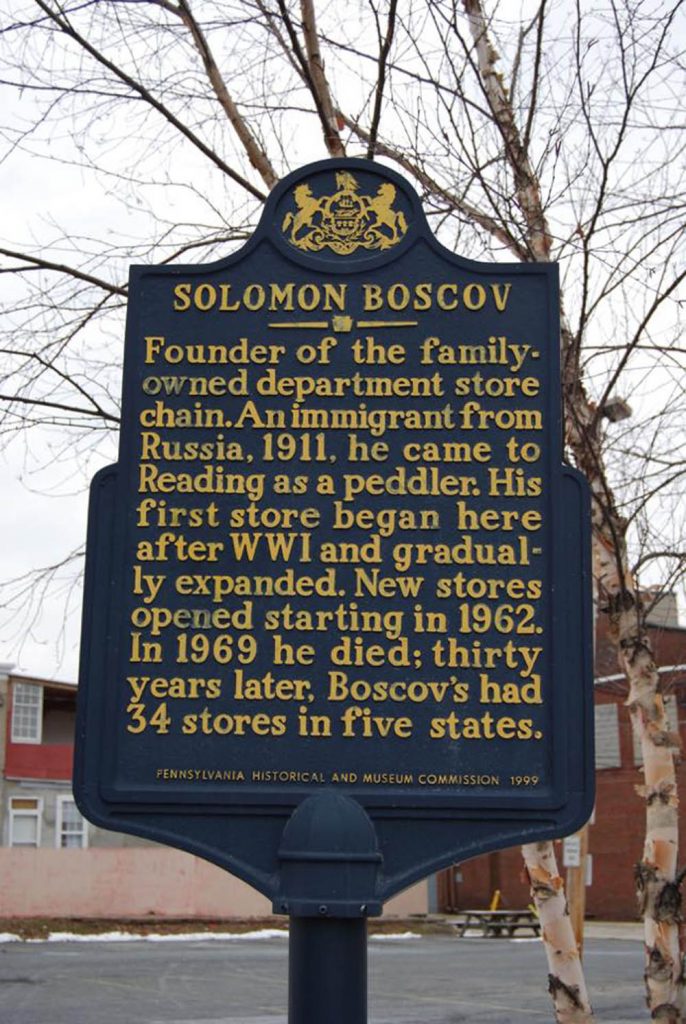 SOLOMON BOSCOV
Founder of the family-
owned department store
chain. An immigrant from
Russia, 1911, he came to
Reading as a peddler. His
first store began here
after WWI and gradual-
ly expanded. New stores
opened starting in 1962.
In 1969 he died; thirty
years later, Boscov's had
34 stores in five states.
PENNSYLVANIA HISTORICAL AND MUSEUM COMMISSION 1999